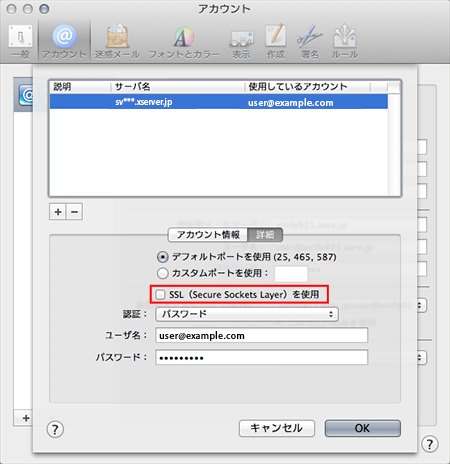 アカウント
一般 アカウント 迷惑メール フォントとカラー 表示 作成 署名 ルール
説明 サーバ名 使用しているアカウント
sv***.xserver.jp user@example.com
アカウント情報 詳細
デフォルトポートを使用 (25, 465, 587)
カスタムポートを使用：
SSL（Secure Sockets Layer）を使用
認証： パスワード
ユーザ名： user@example.com
パスワード： •••••••••
? キャンセル OK
?